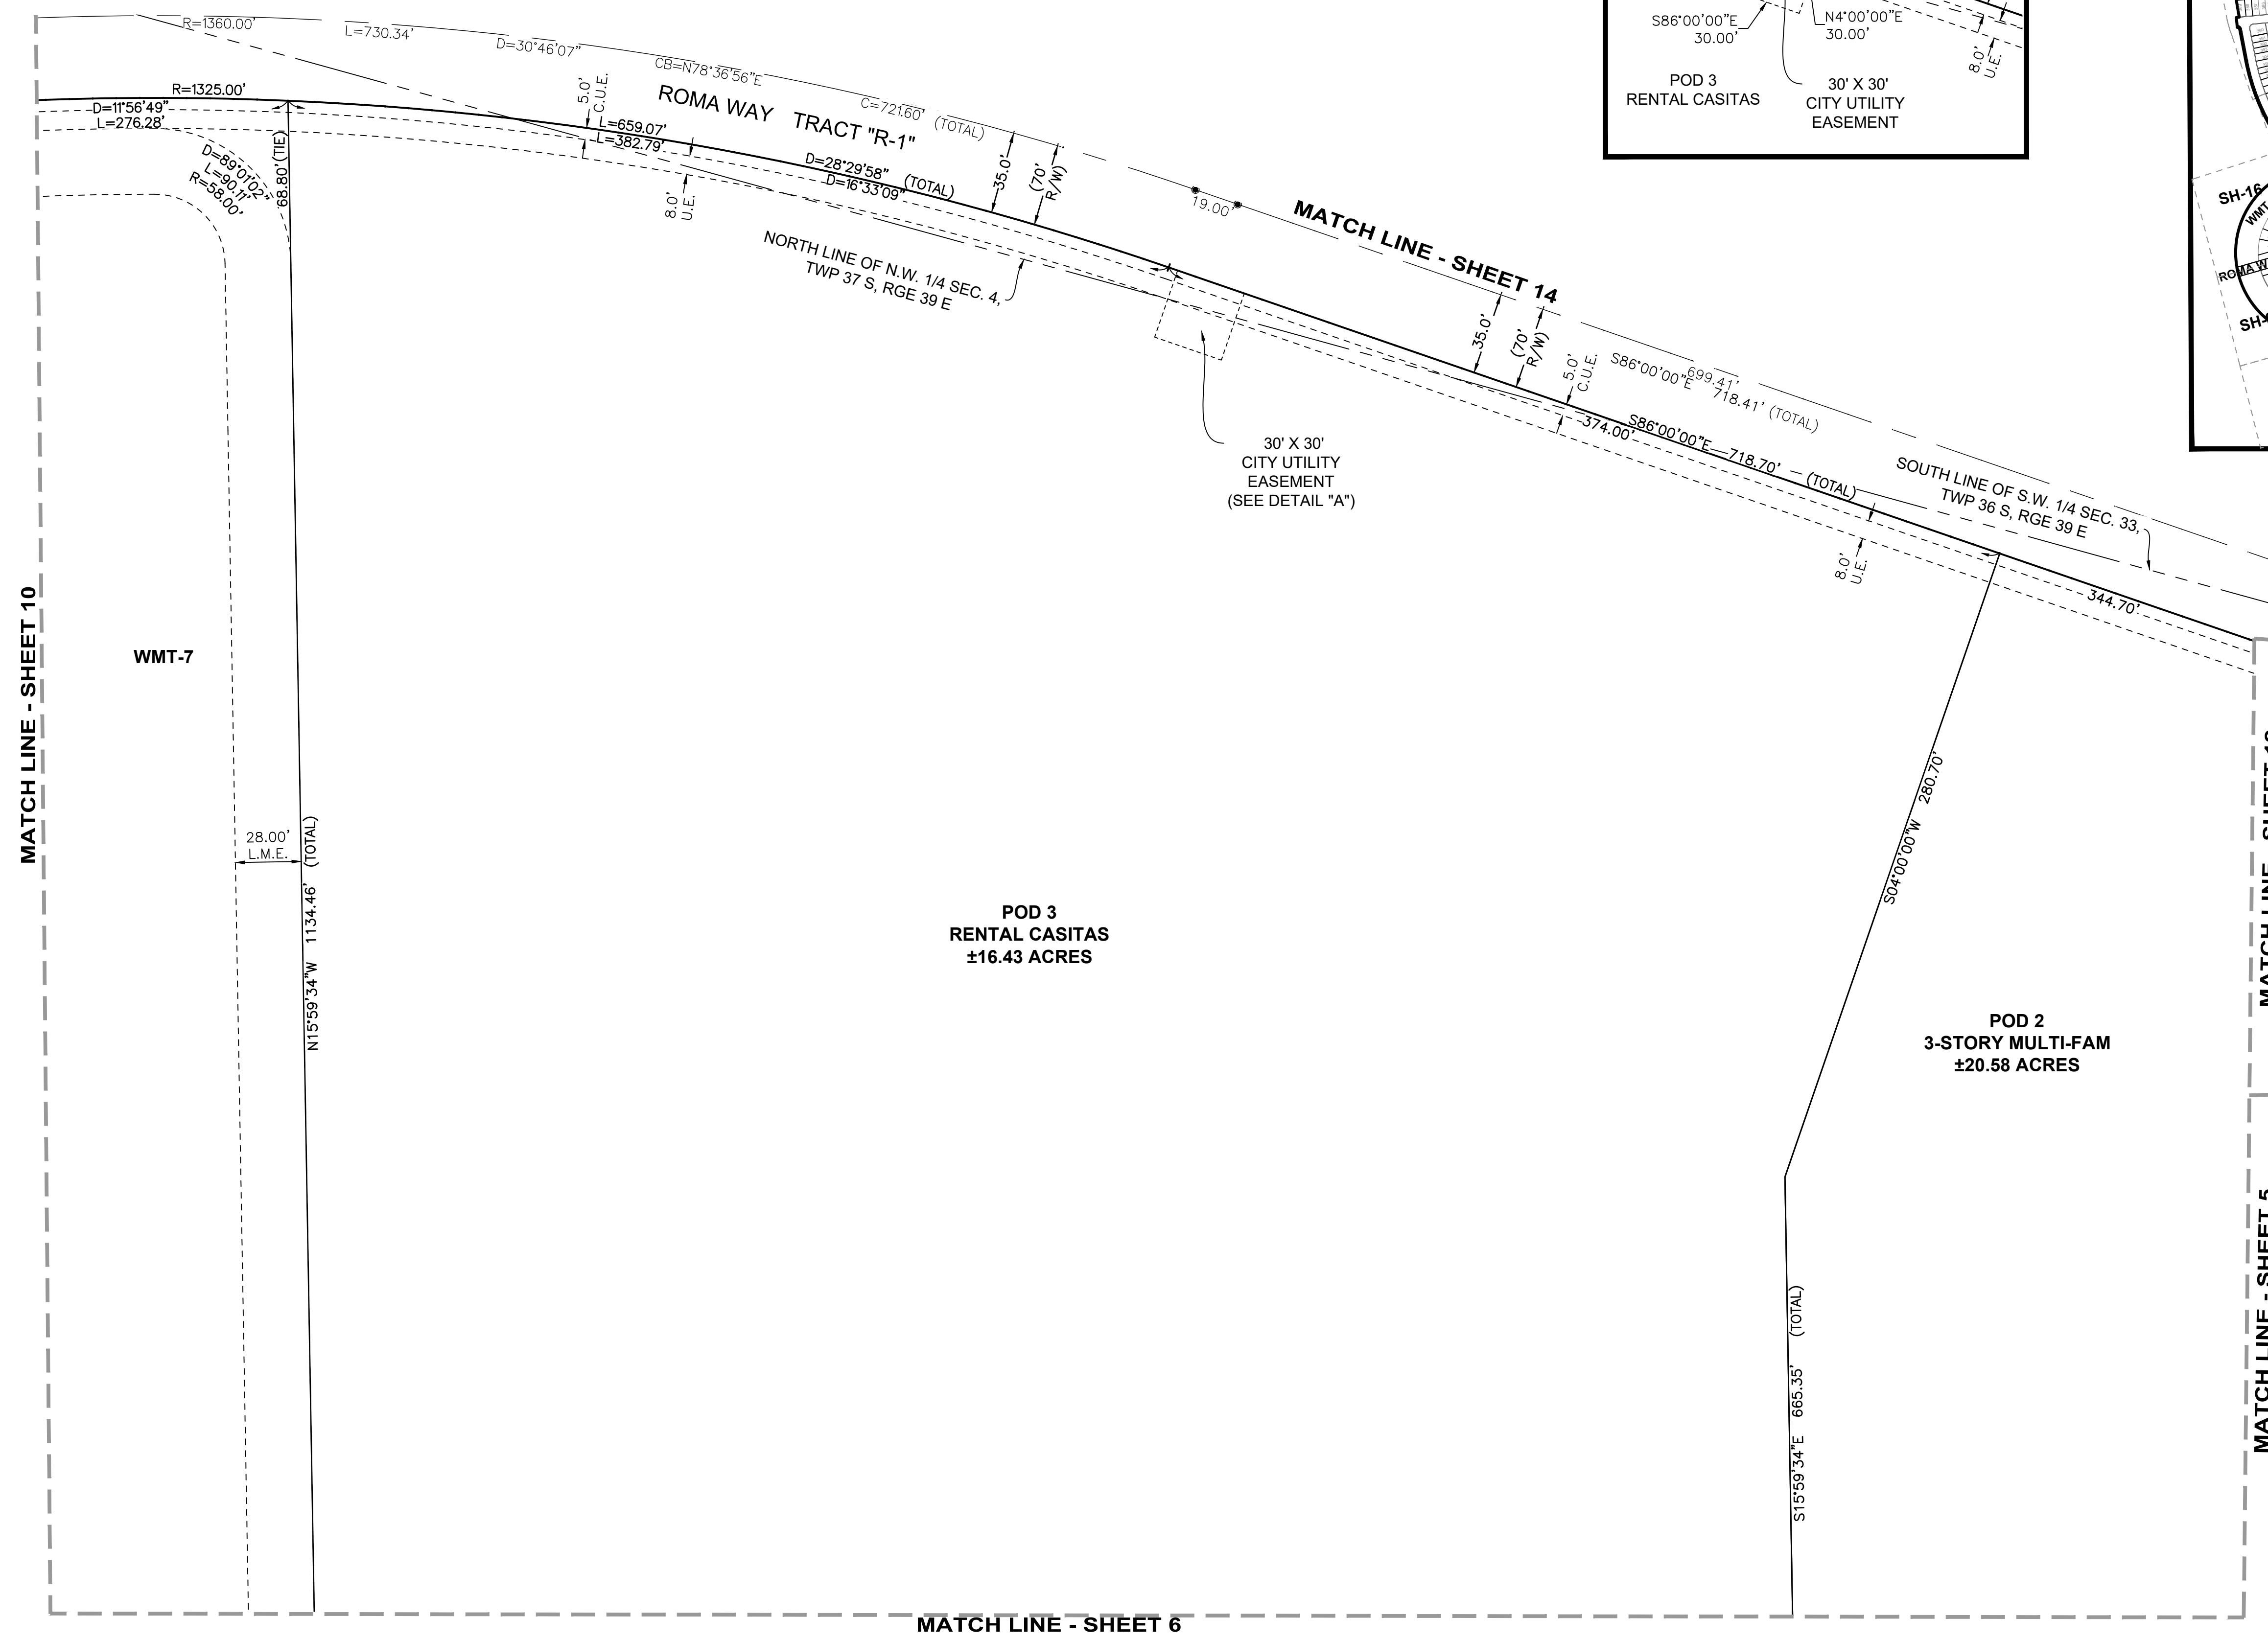 R=1360.00'
L=730.34'
D=30°46'07"
CB=N78°36'56"E
C=721.60' (TOTAL)
ROMA WAY TRACT "R-1"
R=1325.00'
D=11°56'49"
L=276.28'
D=89°01'02"
L=90.11'
R=58.00'
68.80' (TIE)
5.0'
C.U.E.
L=659.07'
L=382.79'
8.0'
U.E.
D=28°29'58" (TOTAL)
D=16°33'09"
35.0'
(70'
R/W)
NORTH LINE OF N.W. 1/4 SEC. 4,
TWP 37 S, RGE 39 E
19.00'
MATCH LINE - SHEET 14
35.0'
(70'
R/W)
30' X 30'
CITY UTILITY
EASEMENT
(SEE DETAIL "A")
5.0'
C.U.E.
S86°00'00"E
699.41'
718.41' (TOTAL)
S86°00'00"E 718.70' (TOTAL)
374.00'
8.0'
U.E.
SOUTH LINE OF S.W. 1/4 SEC. 33,
TWP 36 S, RGE 39 E
344.70'
S86°00'00"E
30.00'
N4°00'00"E
30.00'
8.0'
U.E.
POD 3
RENTAL CASITAS
30' X 30'
CITY UTILITY
EASEMENT
SH-16
WMT-
ROMA W
SH-
MATCH LINE - SHEET 10
WMT-7
28.00'
L.M.E.
N15°59'34"W 1134.46' (TOTAL)
POD 3
RENTAL CASITAS
±16.43 ACRES
S04°00'00"W 280.70'
POD 2
3-STORY MULTI-FAM
±20.58 ACRES
S15°59'34"E 665.35' (TOTAL)
MATCH LINE - SHEET 5
MATCH LINE - SHEET 6